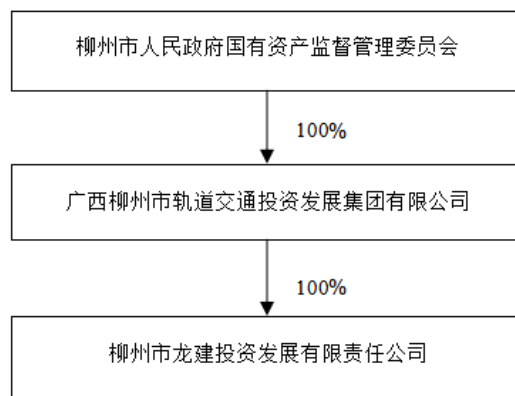 柳州市人民政府国有资产监督管理委员会
100%
广西柳州市轨道交通投资发展集团有限公司
100%
柳州市龙建投资发展有限责任公司